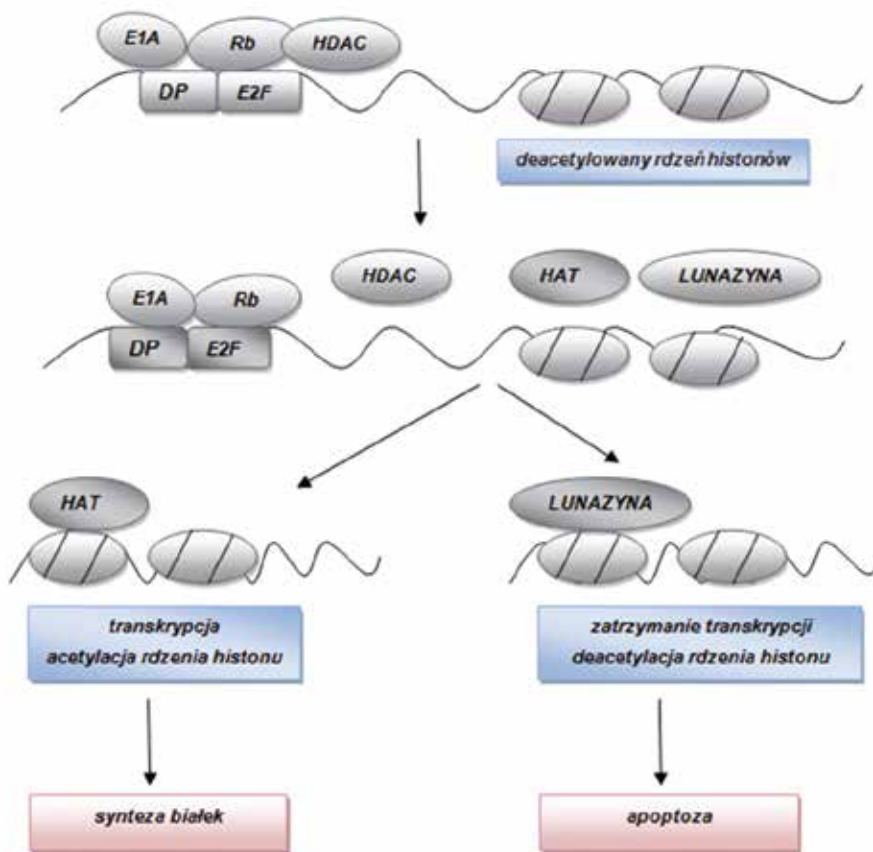 E1A Rb HDAC
DP E2F
deacetylowany rdzeń histonów
HDAC HAT LUNAZYNA
E1A Rb
DP E2F
HAT
LUNAZYNA
transkrypcja
acetylacja rdzenia histonu
zatrzymanie transkrypcji
deacetylacja rdzenia histonu
synteza białek
apoptoza